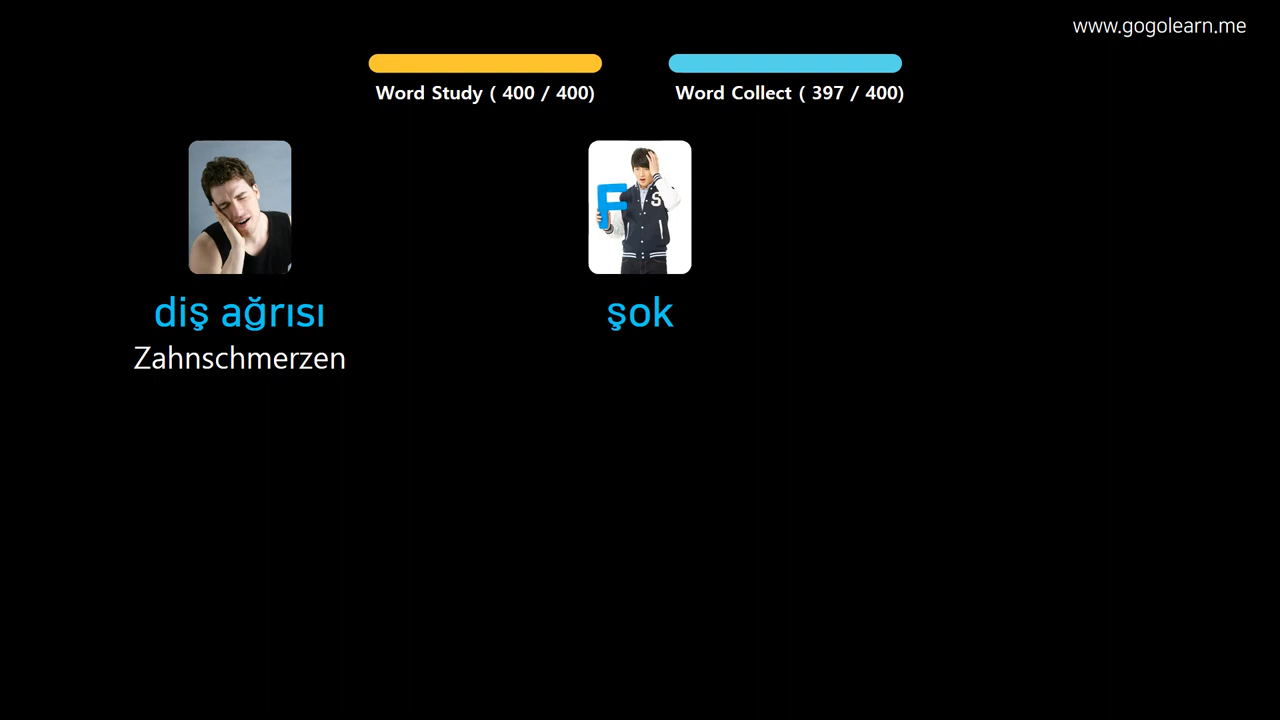 www.gogolearn.me
Word Study ( 400 / 400)
Word Collect ( 397 / 400)
F
S
diş ağrısı
şok
Zahnschmerzen